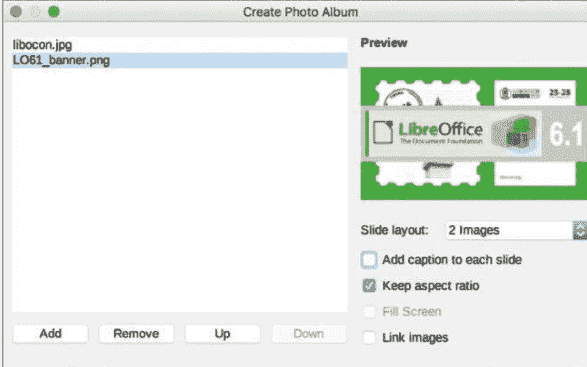 Create Photo Album
libocon.jpg
LO61_banner.png
Preview
25-28
LibreOffice
The Document Foundation
6.1
Slide layout: 2 Images
Add caption to each slide
Keep aspect ratio
Fill Screen
Link images
Add Remove Up Down